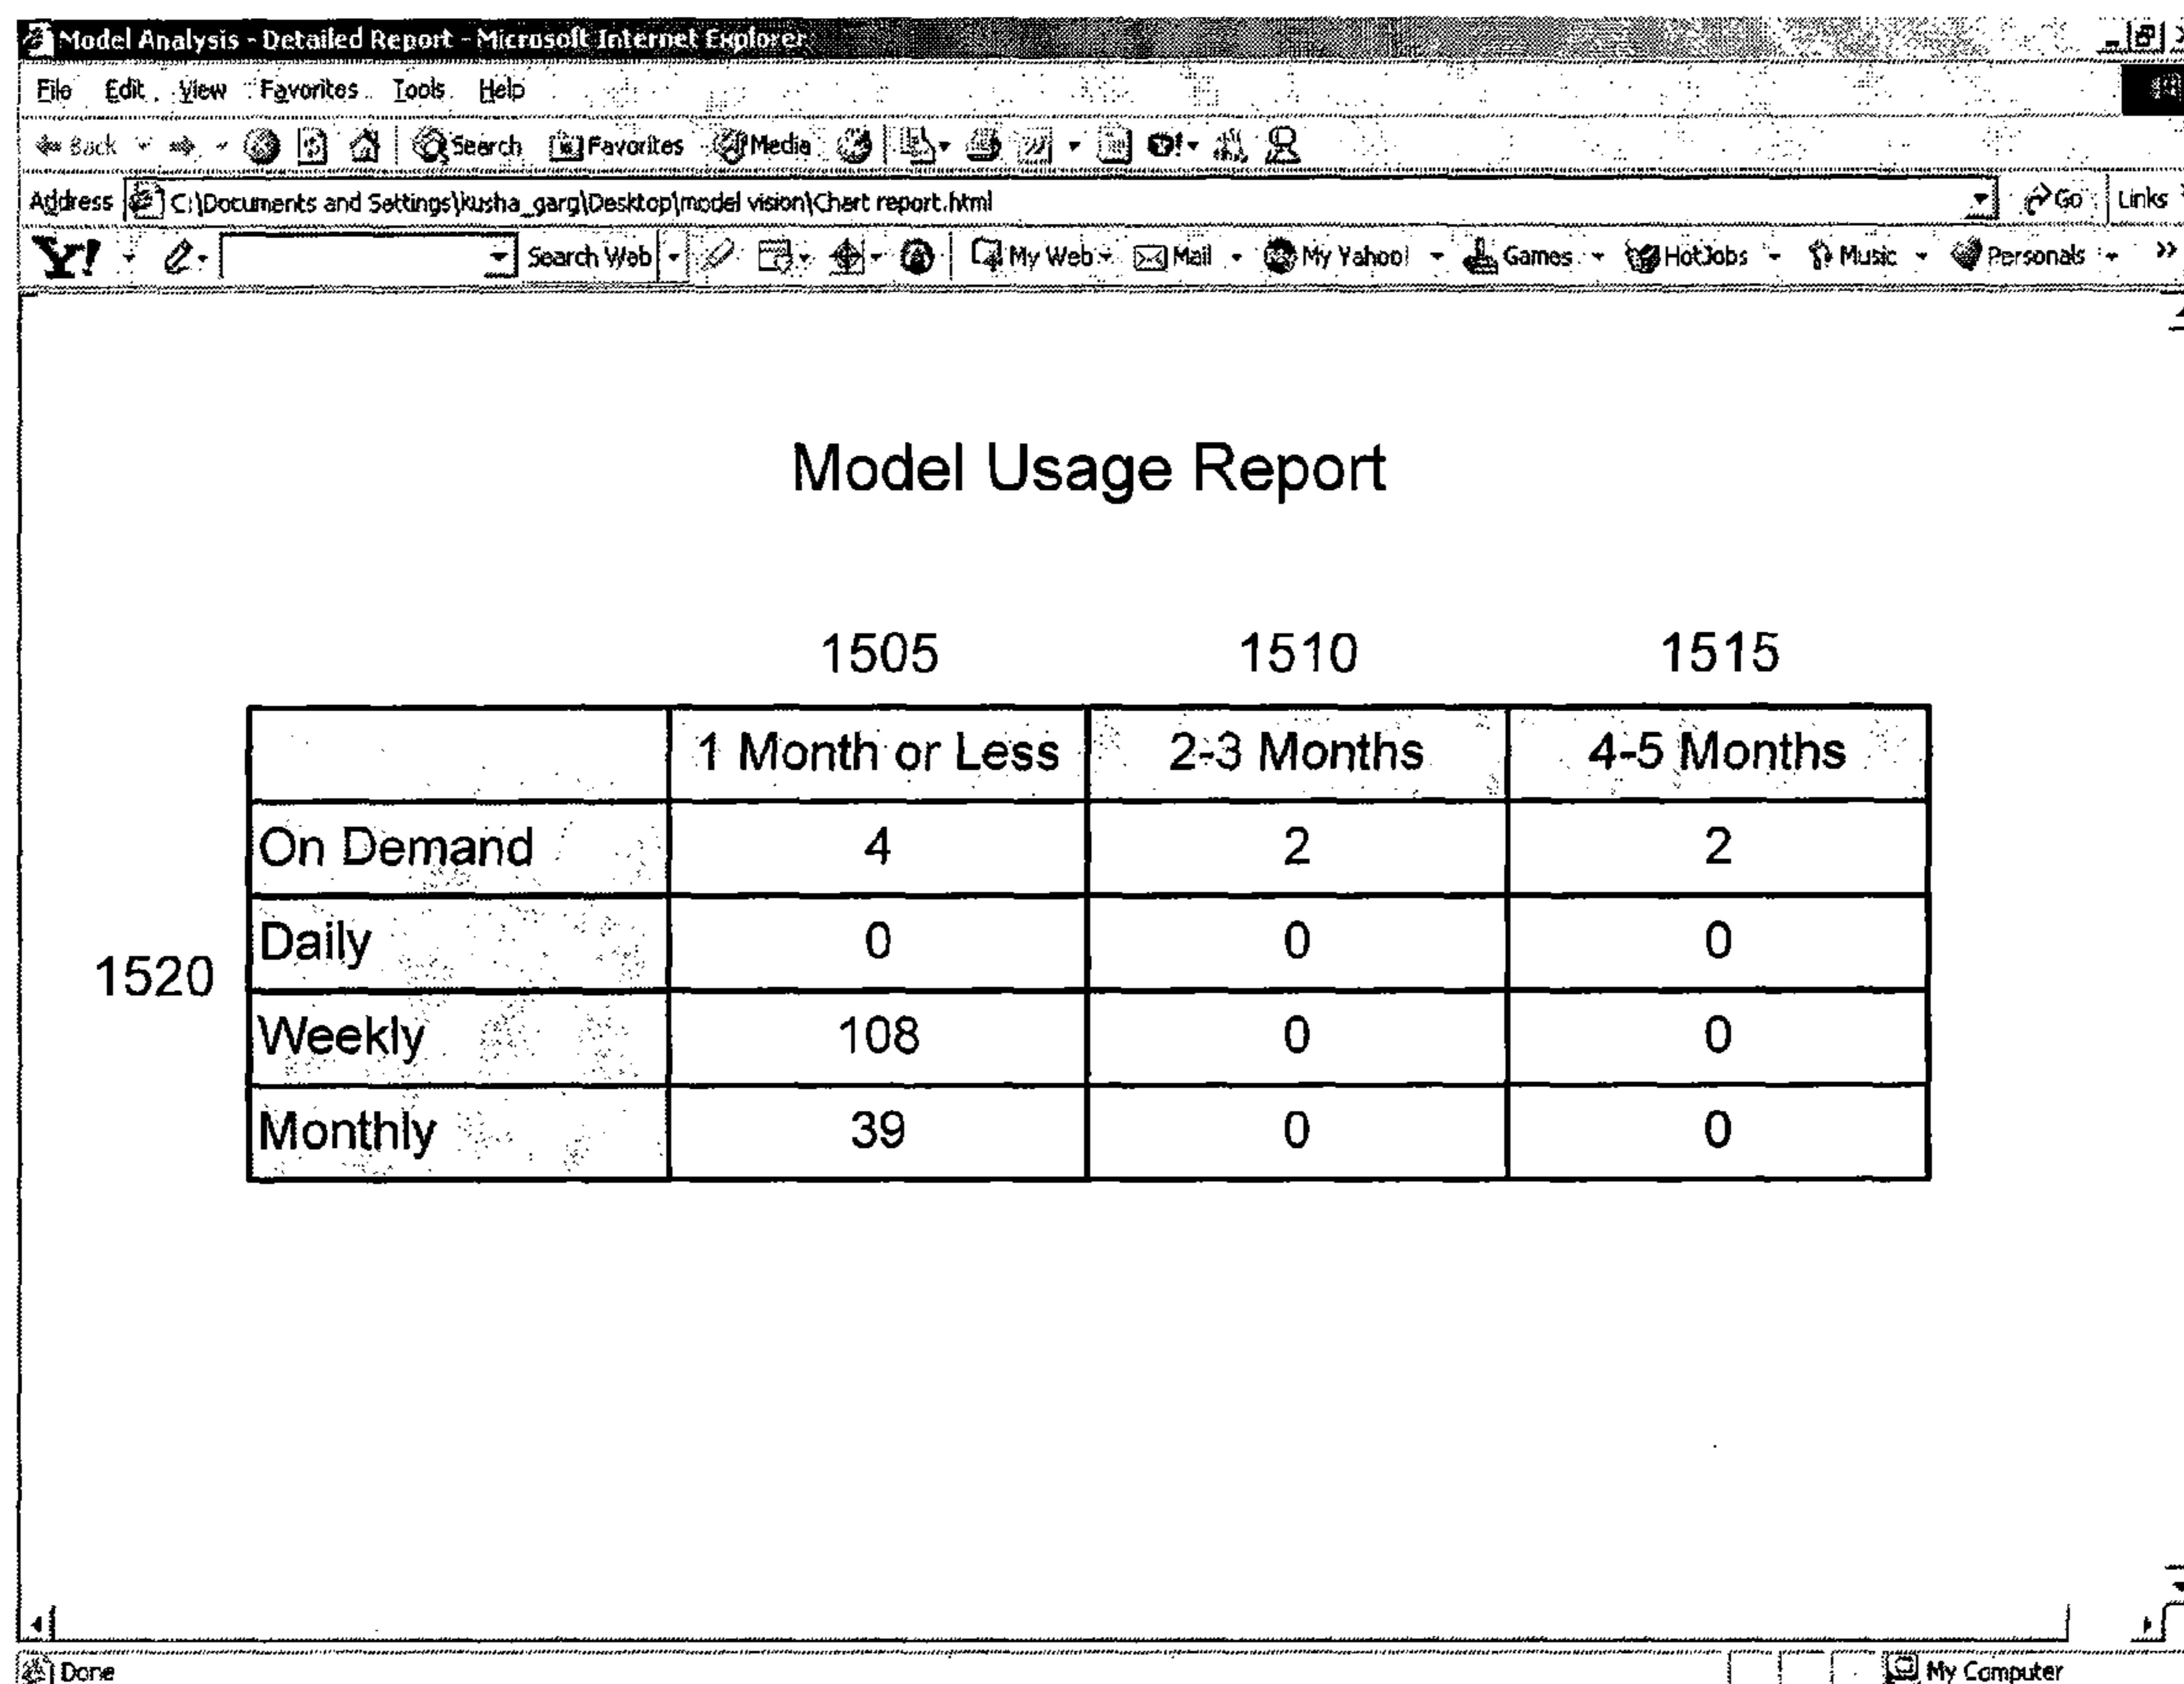 Model Analysis - Detailed Report - Microsoft Internet Explorer
File Edit View Favorites Tools Help
Back Search Favorites Media
Address C:\Documents and Settings\kusha_garg\Desktop\model vision\Chart report.html Go Links
Y! Search Web My Web Mail My Yahoo! Games HotJobs Music Personals »
Model Usage Report
1505 1510 1515
1 Month or Less 2-3 Months 4-5 Months
On Demand 4 2 2
Daily 0 0 0
1520
Weekly 108 0 0
Monthly 39 0 0
Done My Computer